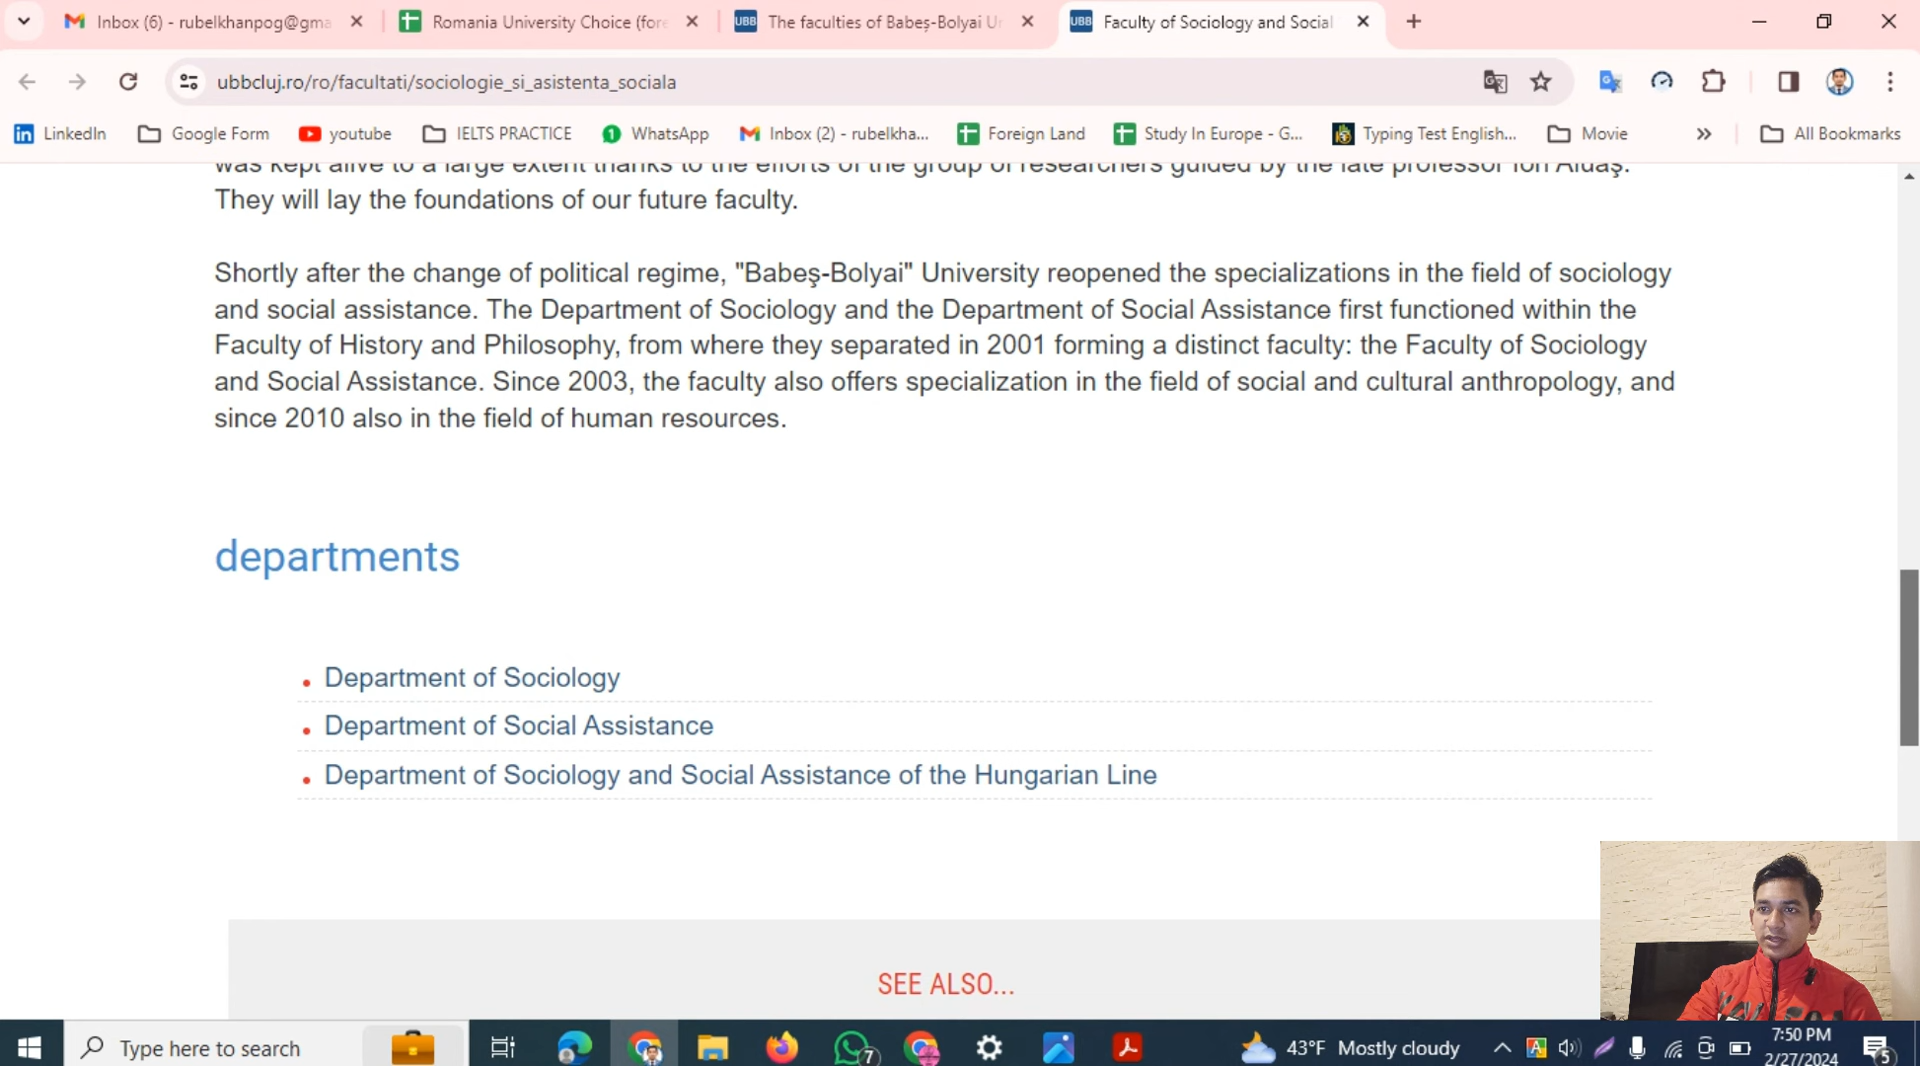 Inbox (6) - rubelkhanpog@gma
Romania University Choice (fore
UBB The faculties of Babeș-Bolyai U
UBB Faculty of Sociology and Social
ubbcluj.ro/ro/facultati/sociologie_si_asistenta_sociala
LinkedIn
Google Form
youtube
IELTS PRACTICE
1 WhatsApp
Inbox (2) - rubelkha...
Foreign Land
Study In Europe - G...
Typing Test English...
Movie
All Bookmarks
was kept alive to a large extent thanks to the efforts of the group of researchers guided by the late professor Ion Aluaș.
They will lay the foundations of our future faculty.
Shortly after the change of political regime, "Babeș-Bolyai" University reopened the specializations in the field of sociology
and social assistance. The Department of Sociology and the Department of Social Assistance first functioned within the
Faculty of History and Philosophy, from where they separated in 2001 forming a distinct faculty: the Faculty of Sociology
and Social Assistance. Since 2003, the faculty also offers specialization in the field of social and cultural anthropology, and
since 2010 also in the field of human resources.
departments
Department of Sociology
Department of Social Assistance
Department of Sociology and Social Assistance of the Hungarian Line
SEE ALSO...
Type here to search
7
43°F Mostly cloudy
7:50 PM
2/27/2024
5